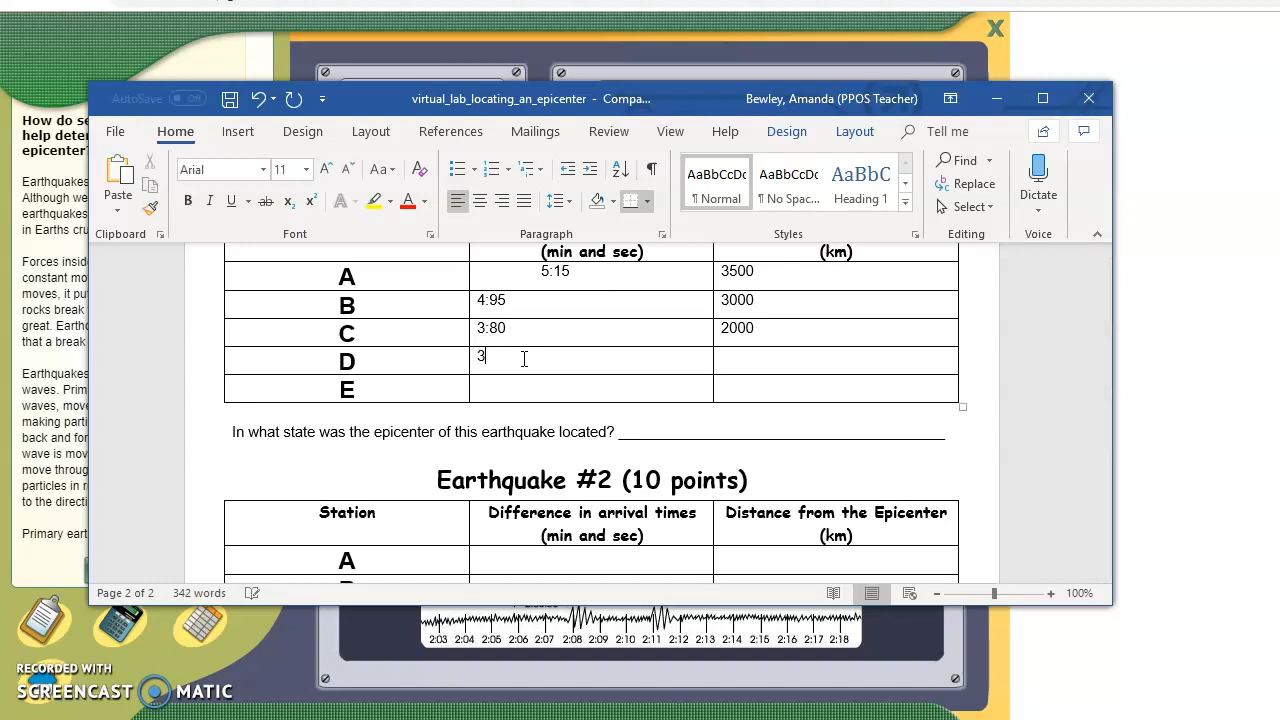 How do se
help deter
epicenter?
Earthquakes
Although we
earthquakes
in Earths cru
Forces insid
constant mo
moves, it pu
rocks break
great. Earth
that a break
Earthquakes
waves. Prim
waves, move
making parti
back and for
wave is mov
move throug
particles in r
to the directi
Primary eart
X
AutoSave Off
virtual_lab_locating_an_epicenter - Compa...
Bewley, Amanda (PPOS Teacher)
File Home Insert Design Layout References Mailings Review View Help Design Layout Tell me
Paste
Clipboard
Arial 11
Aa
B I U ab x₂ x² A A
Font
Paragraph
AaBbCcDc AaBbCcDc AaBbC
¶ Normal ¶ No Spac... Heading 1
Styles
Find
Replace
Select
Editing
Dictate
Voice
(min and sec) (km)
A 5:15 3500
B 4:95 3000
C 3:80 2000
D 3
E
In what state was the epicenter of this earthquake located? ________________________________________
Earthquake #2 (10 points)
Station Difference in arrival times Distance from the Epicenter
(min and sec) (km)
A
Page 2 of 2 342 words
100%
2:03 2:04 2:05 2:06 2:07 2:08 2:09 2:10 2:11 2:12 2:13 2:14 2:15 2:16 2:17 2:18
RECORDED WITH
SCREENCAST MATIC